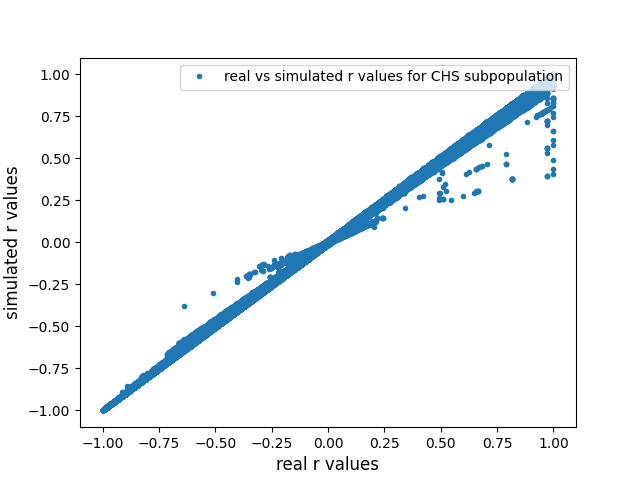 real vs simulated r values for CHS subpopulation
1.00
0.75
0.50
0.25
0.00
−0.25
−0.50
−0.75
−1.00
simulated r values
−1.00 −0.75 −0.50 −0.25 0.00 0.25 0.50 0.75 1.00
real r values